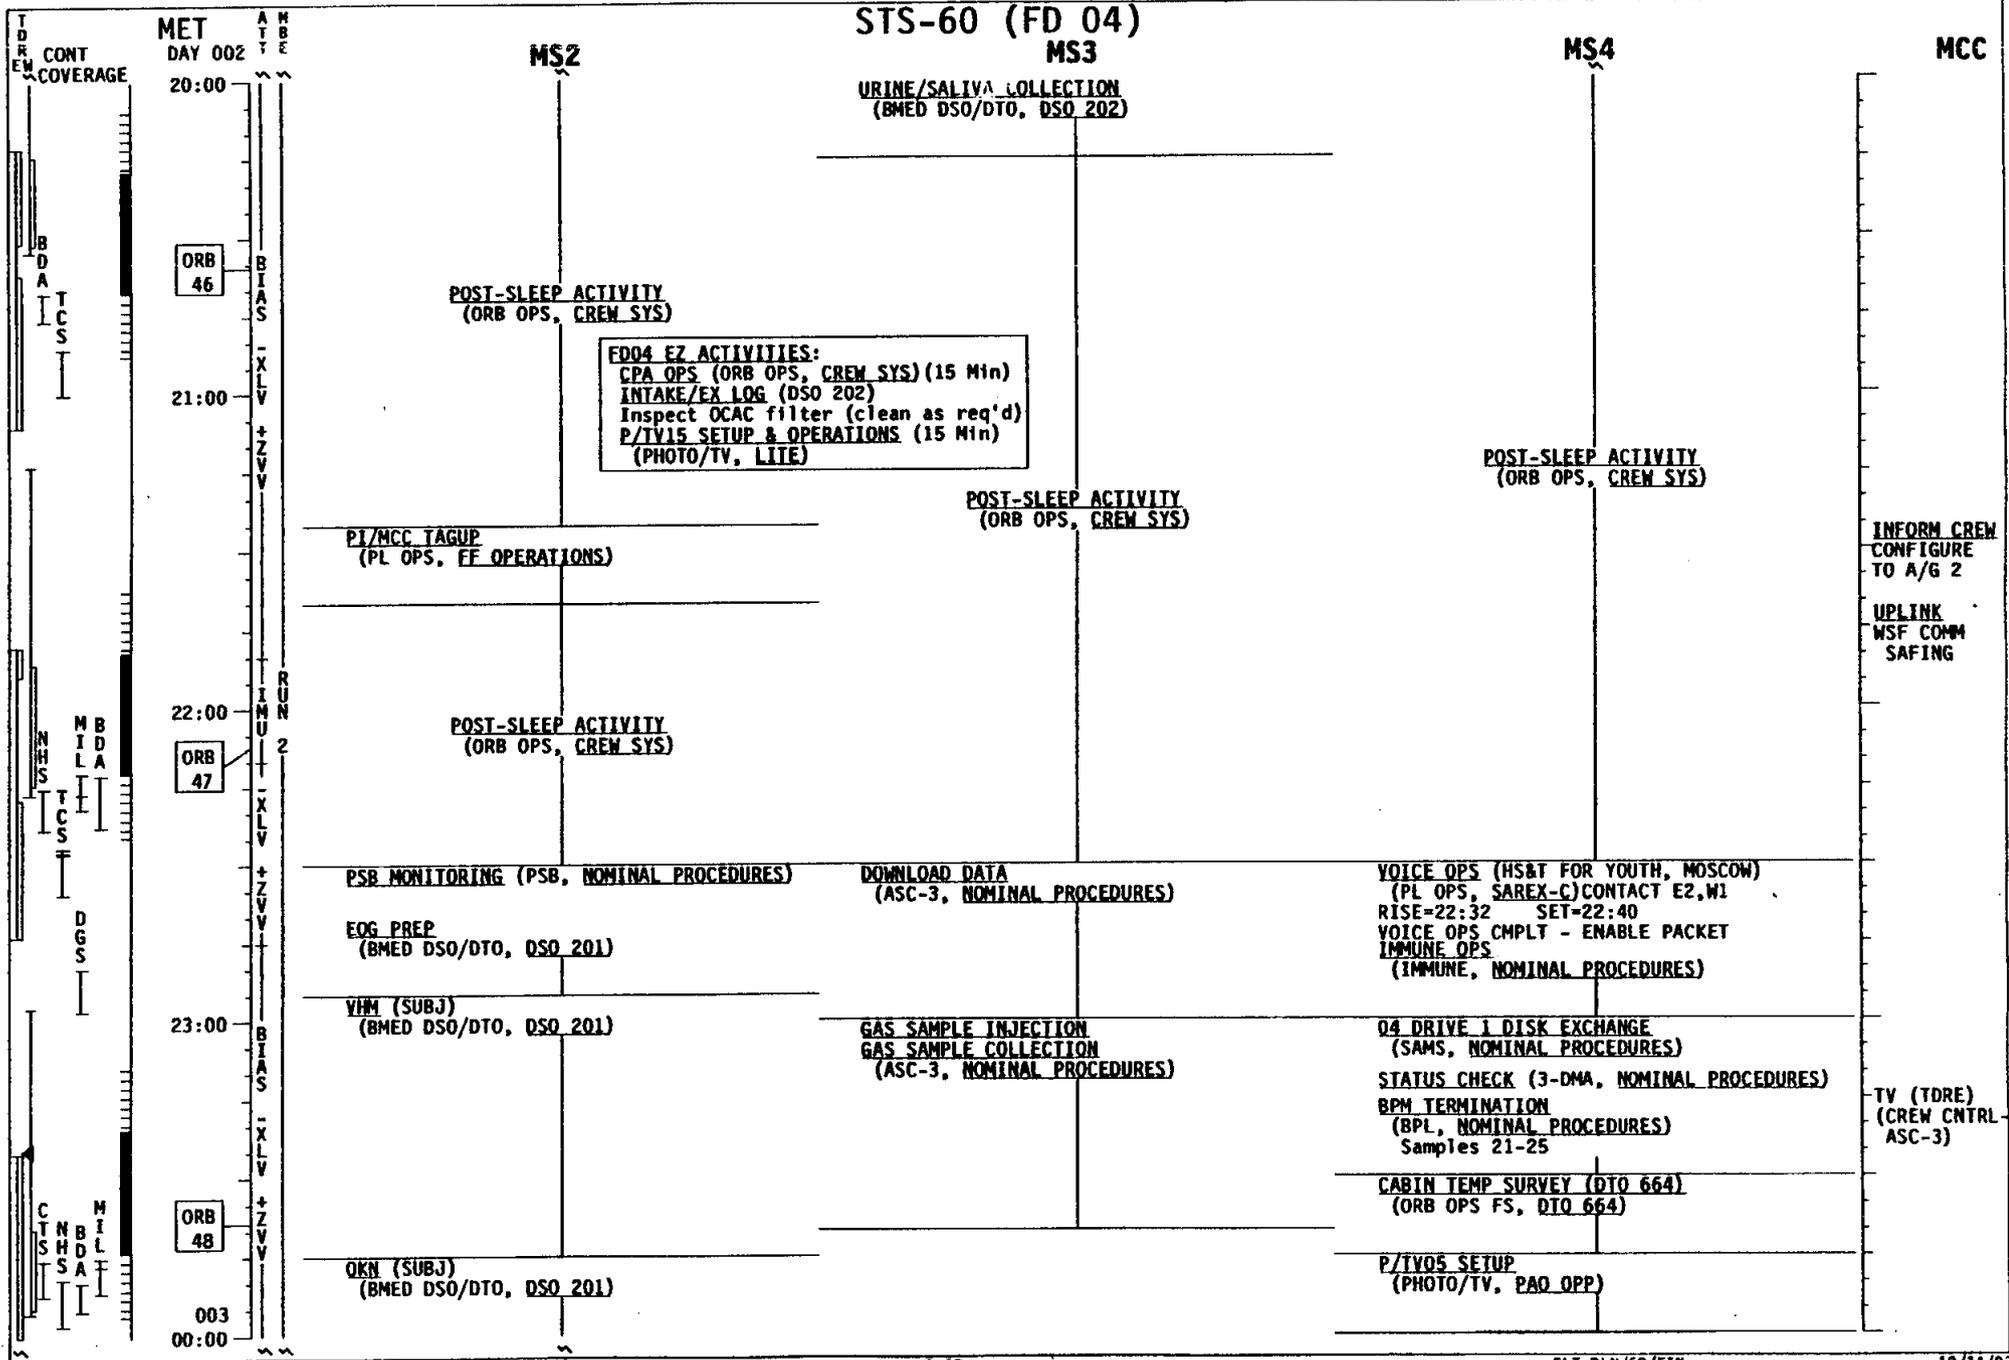 STS-60 (FD 04)
TDRE W
CONT
COVERAGE
MET
DAY 002
ATT
MBE
MS2
MS3
MS4
MCC
20:00
21:00
22:00
23:00
003
00:00
ORB
46
ORB
47
ORB
48
BDA
TCS
NHS
TCS
MIL
BDA
DGS
CTS
NHS
BDA
MIL
BIAS -XLV +ZVV
IMU
-XLV +ZVV
BIAS -XLV +ZVV
RUN 2
POST-SLEEP ACTIVITY
(ORB OPS, CREW SYS)
FD04 EZ ACTIVITIES:
CPA OPS (ORB OPS, CREW SYS)(15 Min)
INTAKE/EX LOG (DSO 202)
Inspect OCAC filter (clean as req'd)
P/TV15 SETUP & OPERATIONS (15 Min)
(PHOTO/TV, LITE)
PI/MCC TAGUP
(PL OPS, FF OPERATIONS)
POST-SLEEP ACTIVITY
(ORB OPS, CREW SYS)
PSB MONITORING (PSB, NOMINAL PROCEDURES)
EOG PREP
(BMED DSO/DTO, DSO 201)
VHM (SUBJ)
(BMED DSO/DTO, DSO 201)
OKN (SUBJ)
(BMED DSO/DTO, DSO 201)
URINE/SALIVA COLLECTION
(BMED DSO/DTO, DSO 202)
POST-SLEEP ACTIVITY
(ORB OPS, CREW SYS)
DOWNLOAD DATA
(ASC-3, NOMINAL PROCEDURES)
GAS SAMPLE INJECTION
GAS SAMPLE COLLECTION
(ASC-3, NOMINAL PROCEDURES)
POST-SLEEP ACTIVITY
(ORB OPS, CREW SYS)
VOICE OPS (HS&T FOR YOUTH, MOSCOW)
(PL OPS, SAREX-C)CONTACT E2,W1
RISE=22:32 SET=22:40
VOICE OPS CMPLT - ENABLE PACKET
IMMUNE OPS
(IMMUNE, NOMINAL PROCEDURES)
04 DRIVE 1 DISK EXCHANGE
(SAMS, NOMINAL PROCEDURES)
STATUS CHECK (3-DMA, NOMINAL PROCEDURES)
BPM TERMINATION
(BPL, NOMINAL PROCEDURES)
Samples 21-25
CABIN TEMP SURVEY (DTO 664)
(ORB OPS FS, DTO 664)
P/TV05 SETUP
(PHOTO/TV, PAO OPP)
INFORM CREW
CONFIGURE
TO A/G 2
UPLINK
WSF COMM
SAFING
TV (TDRE)
(CREW CNTRL-
ASC-3)